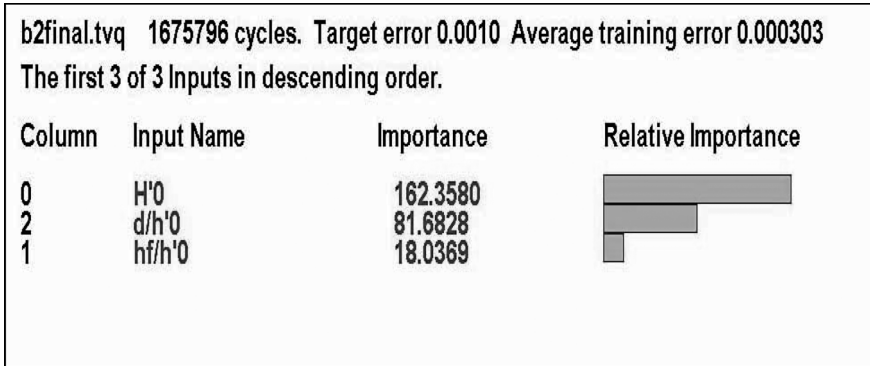 b2final.tvq 1675796 cycles. Target error 0.0010 Average training error 0.000303
The first 3 of 3 Inputs in descending order.
Column Input Name Importance Relative Importance
0 H'0 162.3580
2 d/h'0 81.6828
1 hf/h'0 18.0369